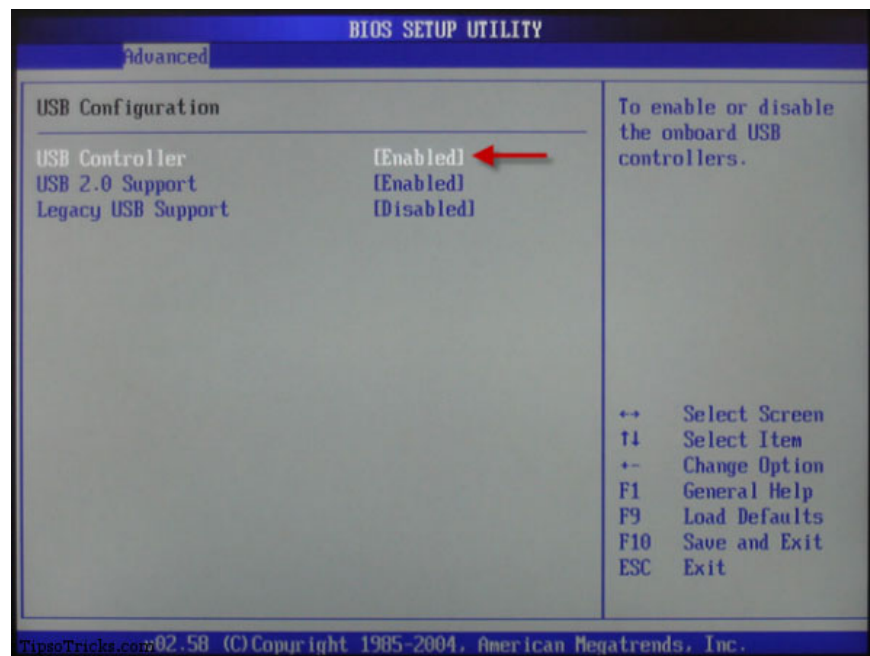 BIOS SETUP UTILITY
Advanced
USB Configuration
USB Controller [Enabled]
USB 2.0 Support [Enabled]
Legacy USB Support [Disabled]
To enable or disable
the onboard USB
controllers.
↔ Select Screen
↑↓ Select Item
+- Change Option
F1 General Help
F9 Load Defaults
F10 Save and Exit
ESC Exit
TipsoTricks.com
v02.58 (C)Copyright 1985-2004, American Megatrends, Inc.